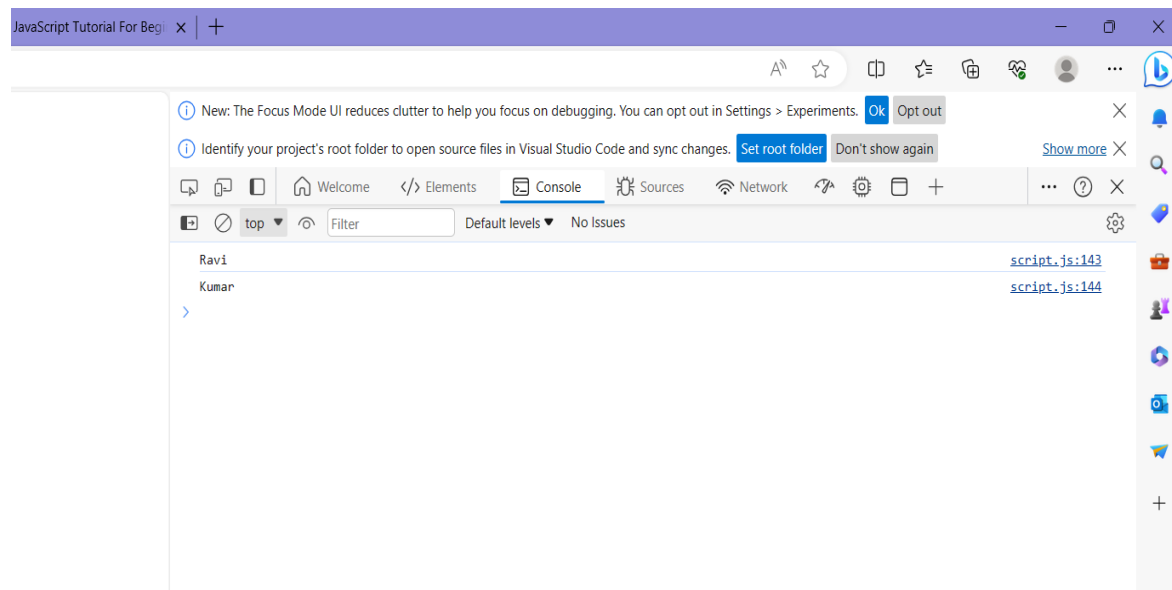 JavaScript Tutorial For Begi
New: The Focus Mode UI reduces clutter to help you focus on debugging. You can opt out in Settings > Experiments. Ok Opt out
Identify your project's root folder to open source files in Visual Studio Code and sync changes. Set root folder Don't show again Show more
Welcome </> Elements Console Sources Network
top Filter Default levels No Issues
Ravi script.js:143
Kumar script.js:144